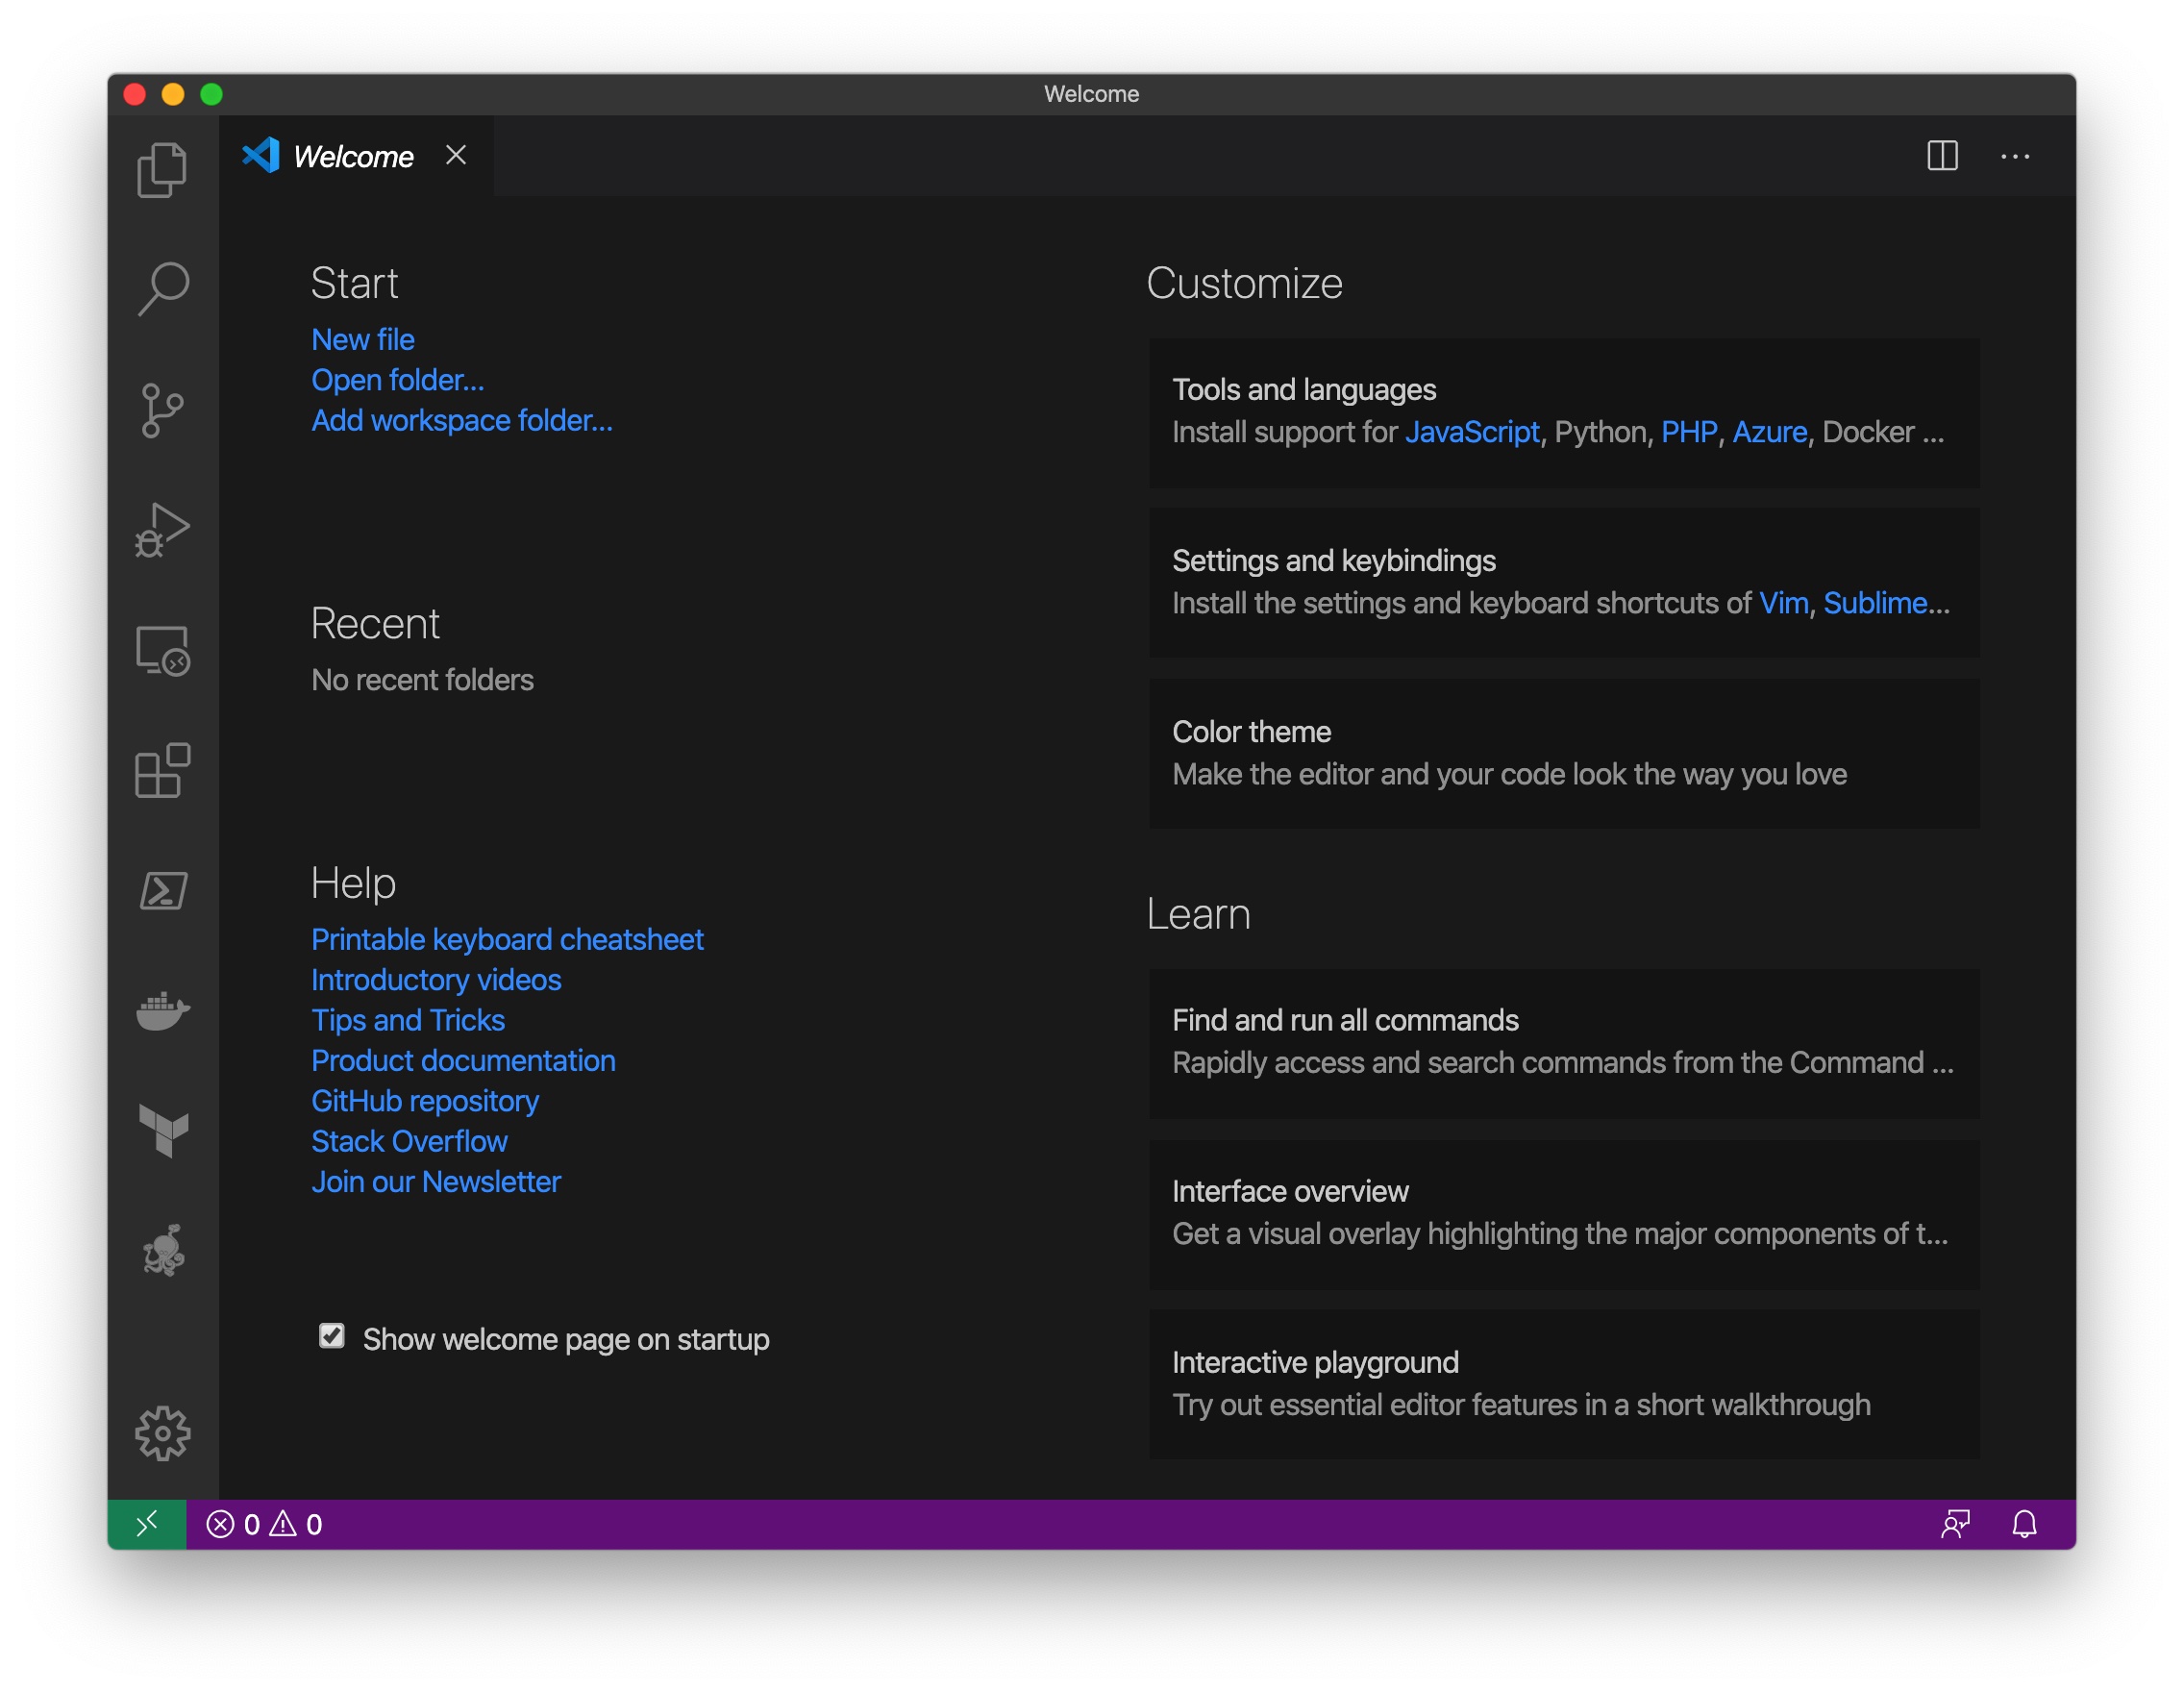 Welcome
Welcome
Start
New file
Open folder...
Add workspace folder...
Recent
No recent folders
Help
Printable keyboard cheatsheet
Introductory videos
Tips and Tricks
Product documentation
GitHub repository
Stack Overflow
Join our Newsletter
Show welcome page on startup
Customize
Tools and languages
Install support for JavaScript, Python, PHP, Azure, Docker ...
Settings and keybindings
Install the settings and keyboard shortcuts of Vim, Sublime...
Color theme
Make the editor and your code look the way you love
Learn
Find and run all commands
Rapidly access and search commands from the Command ...
Interface overview
Get a visual overlay highlighting the major components of t...
Interactive playground
Try out essential editor features in a short walkthrough
0 0